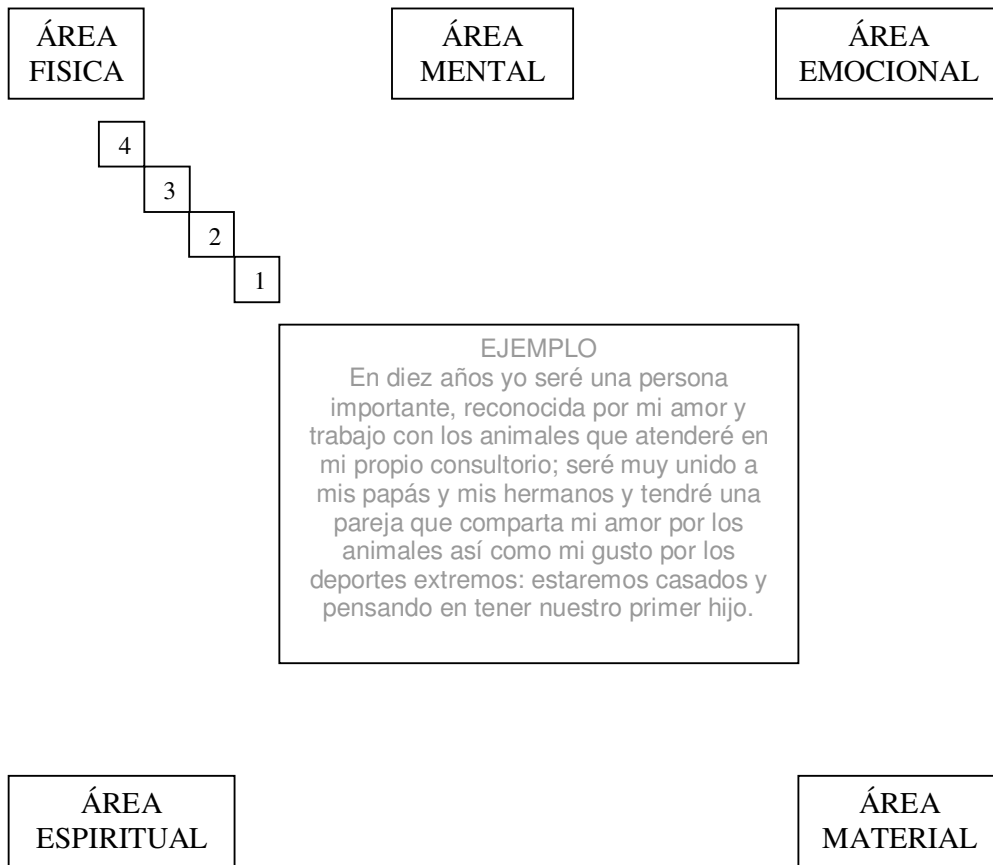 ÁREA
FISICA
ÁREA
MENTAL
ÁREA
EMOCIONAL
4
3
2
1
EJEMPLO
En diez años yo seré una persona
importante, reconocida por mi amor y
trabajo con los animales que atenderé en
mi propio consultorio; seré muy unido a
mis papás y mis hermanos y tendré una
pareja que comparta mi amor por los
animales así como mi gusto por los
deportes extremos: estaremos casados y
pensando en tener nuestro primer hijo.
ÁREA
ESPIRITUAL
ÁREA
MATERIAL